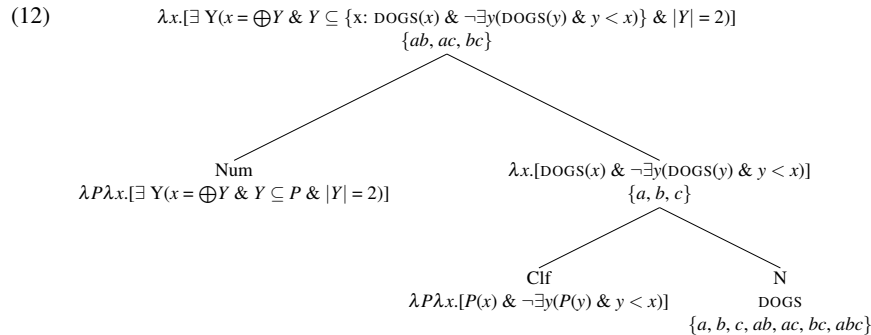 (12) λx.[∃ Y(x = ⨁Y & Y ⊆ {x: DOGS(x) & ¬∃y(DOGS(y) & y < x)} & |Y| = 2)]
{ab, ac, bc}
Num
λPλx.[∃ Y(x = ⨁Y & Y ⊆ P & |Y| = 2)]
λx.[DOGS(x) & ¬∃y(DOGS(y) & y < x)]
{a, b, c}
Clf
λPλx.[P(x) & ¬∃y(P(y) & y < x)]
N
DOGS
{a, b, c, ab, ac, bc, abc}